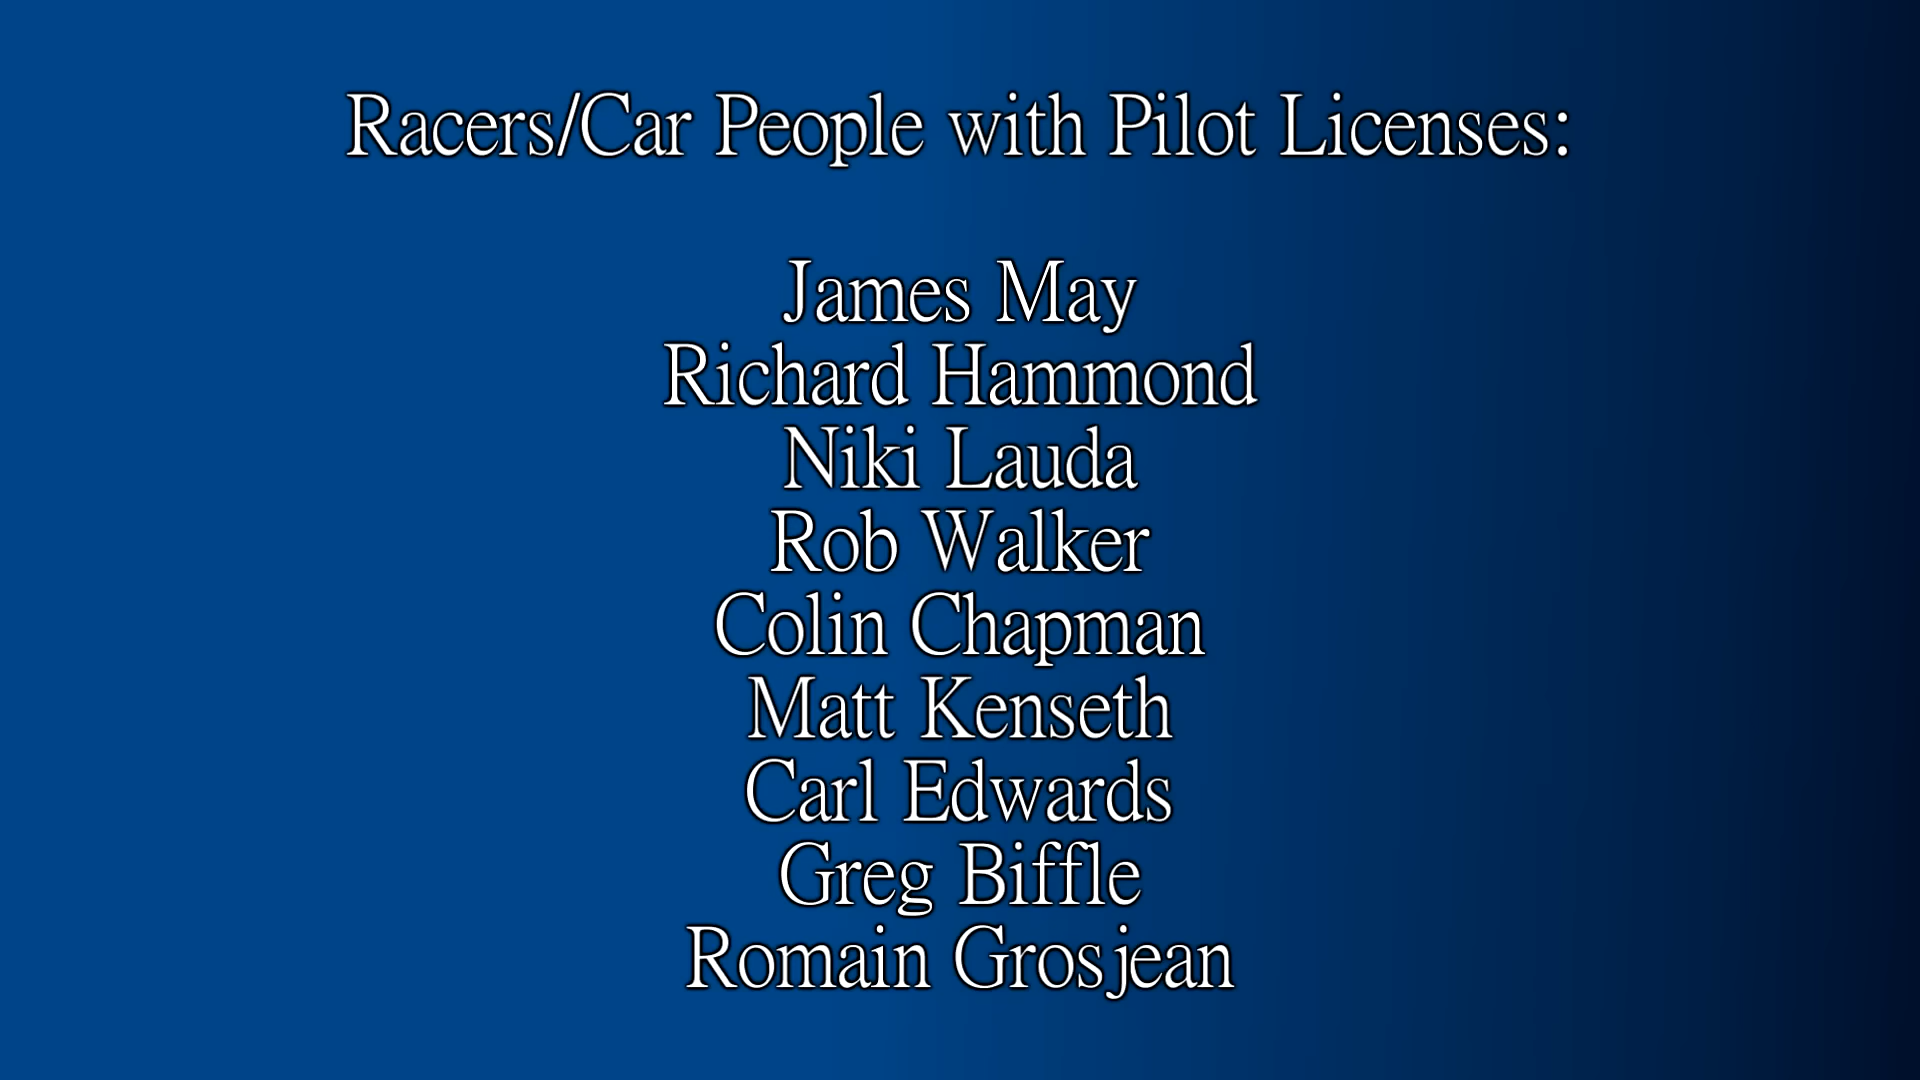 Racers/Car People with Pilot Licenses:
James May
Richard Hammond
Niki Lauda
Rob Walker
Colin Chapman
Matt Kenseth
Carl Edwards
Greg Biffle
Romain Grosjean